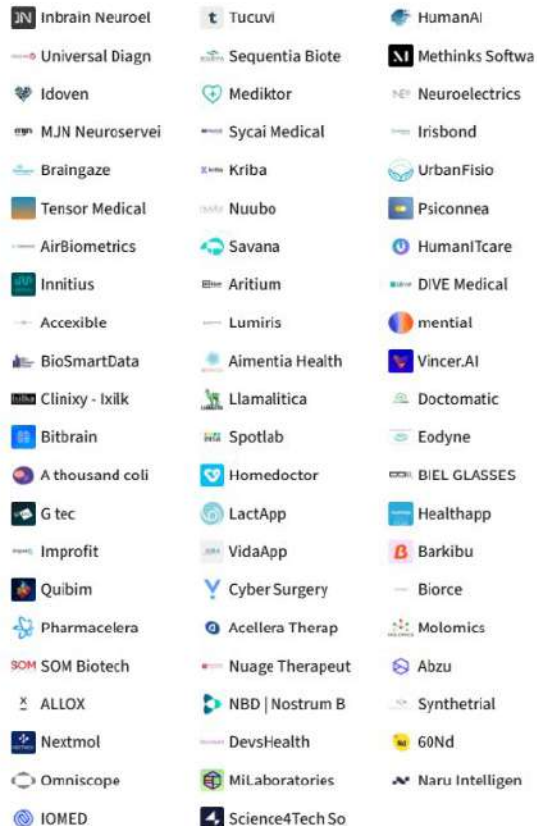 Inbrain Neuroel
Tucuvi
HumanAI
Universal Diagn
Sequentia Biote
Methinks Softwa
Idoven
Mediktor
Neuroelectrics
MJN Neuroservei
Sycai Medical
Irisbond
Braingaze
Kriba
UrbanFisio
Tensor Medical
Nuubo
Psiconnea
AirBiometrics
Savana
HumanITcare
Innitius
Aritium
DIVE Medical
Accexible
Lumiris
mential
BioSmartData
Aimentia Health
Vincer.AI
Clinixy - Ixilk
Llamalitica
Doctomatic
Bitbrain
Spotlab
Eodyne
A thousand coli
Homedoctor
BIEL GLASSES
G tec
LactApp
Healthapp
Improfit
VidaApp
Barkibu
Quibim
Cyber Surgery
Biorce
Pharmacelera
Acellera Therap
Molomics
SOM SOM Biotech
Nuage Therapeut
Abzu
ALLOX
NBD | Nostrum B
Synthetrial
Nextmol
DevsHealth
60Nd
Omniscope
MiLaboratories
Naru Intelligen
IOMED
Science4Tech So